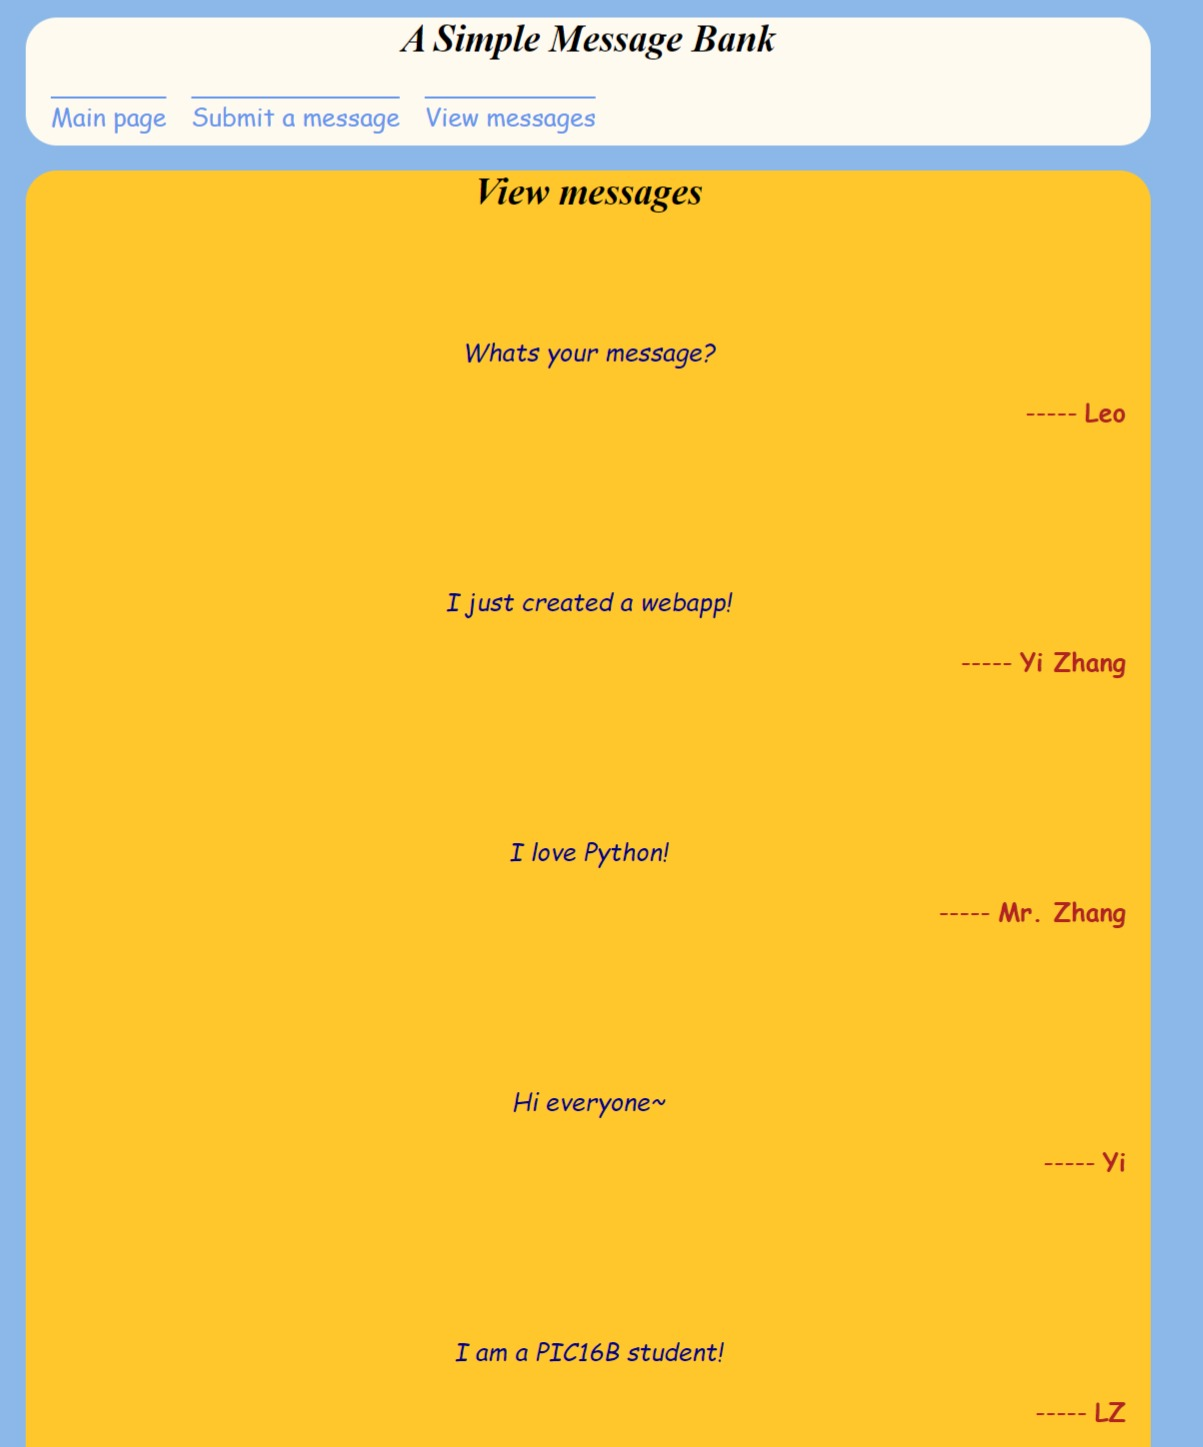 A Simple Message Bank
Main page Submit a message View messages
View messages
Whats your message?
----- Leo
I just created a webapp!
----- Yi Zhang
I love Python!
----- Mr. Zhang
Hi everyone~
----- Yi
I am a PIC16B student!
----- LZ